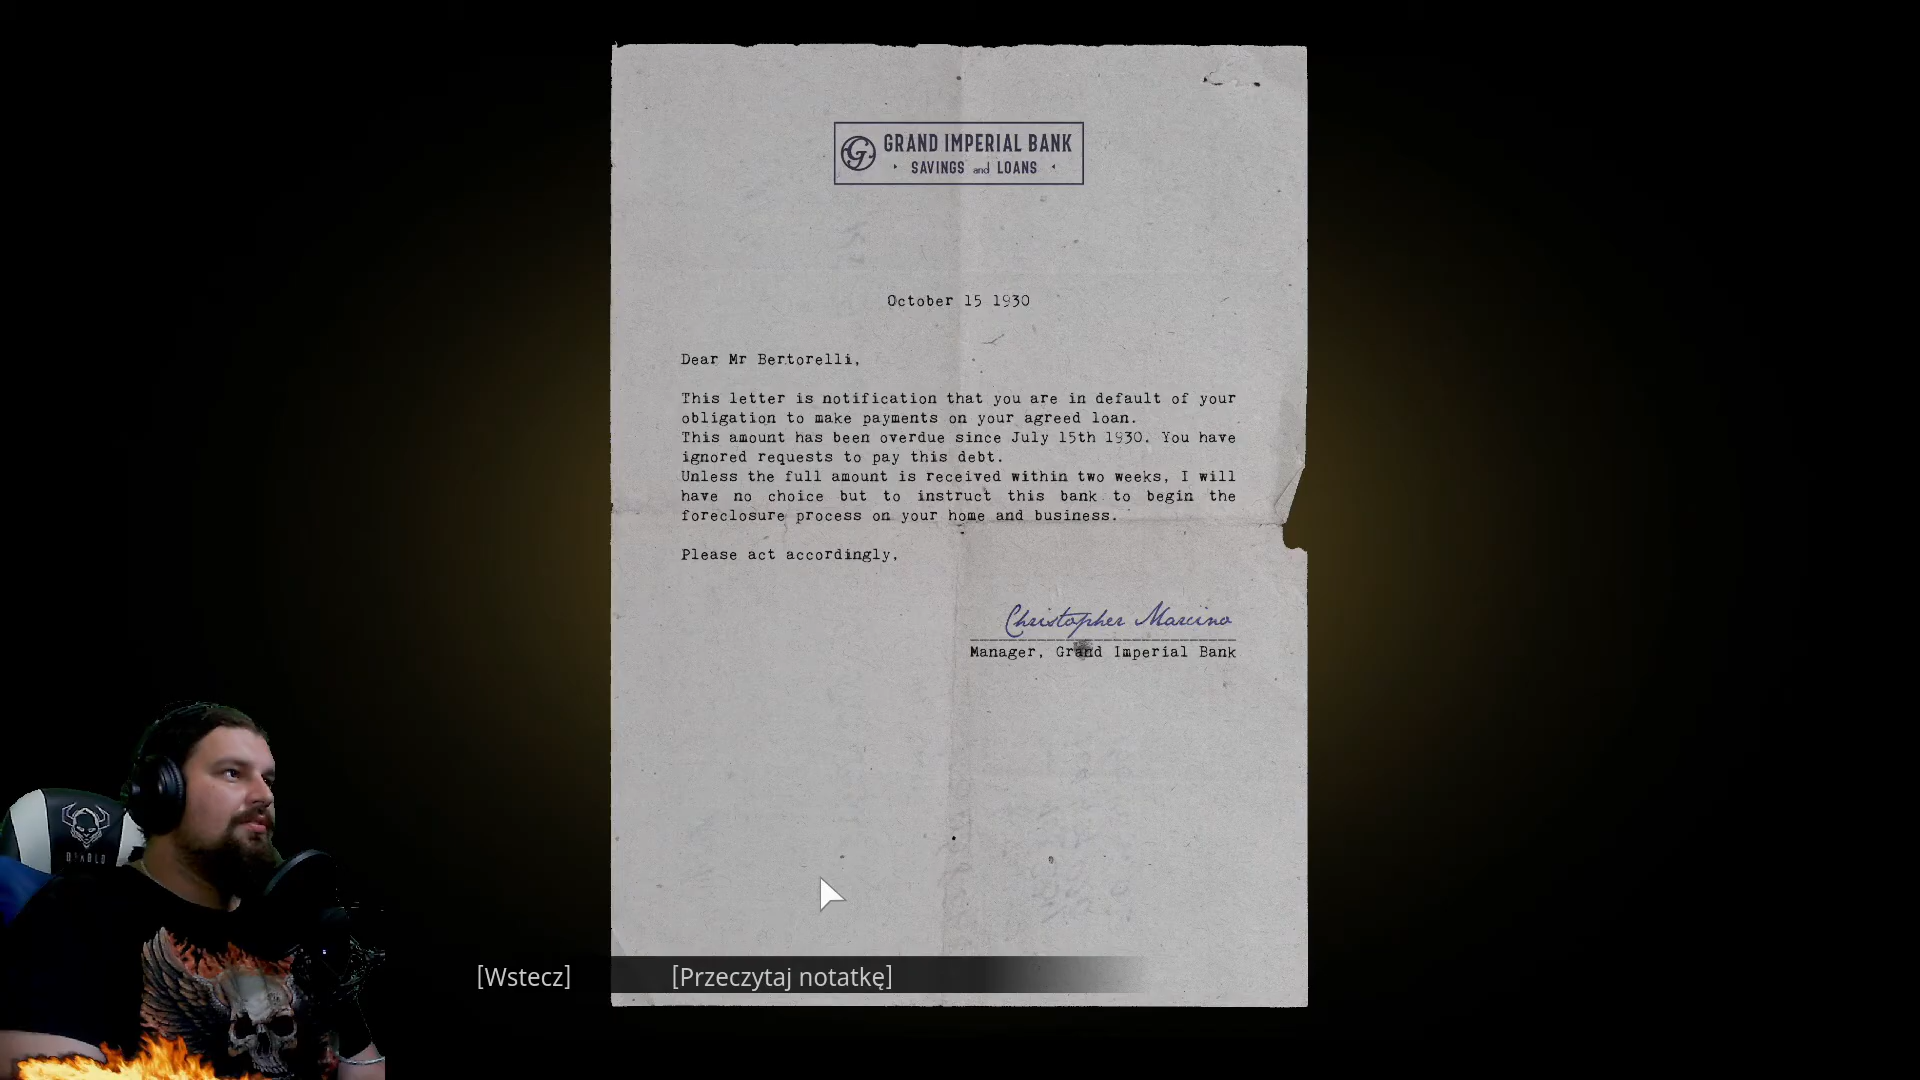 GRAND IMPERIAL BANK
SAVINGS and LOANS
October 15 1930
Dear Mr Bertorelli,
This letter is notification that you are in default of your
obligation to make payments on your agreed loan.
This amount has been overdue since July 15th 1930. You have
ignored requests to pay this debt.
Unless the full amount is received within two weeks, I will
have no choice but to instruct this bank to begin the
foreclosure process on your home and business.
Please act accordingly,
Christopher Marcino
Manager, Grand Imperial Bank
DIABLO
[Wstecz] [Przeczytaj notatkę]